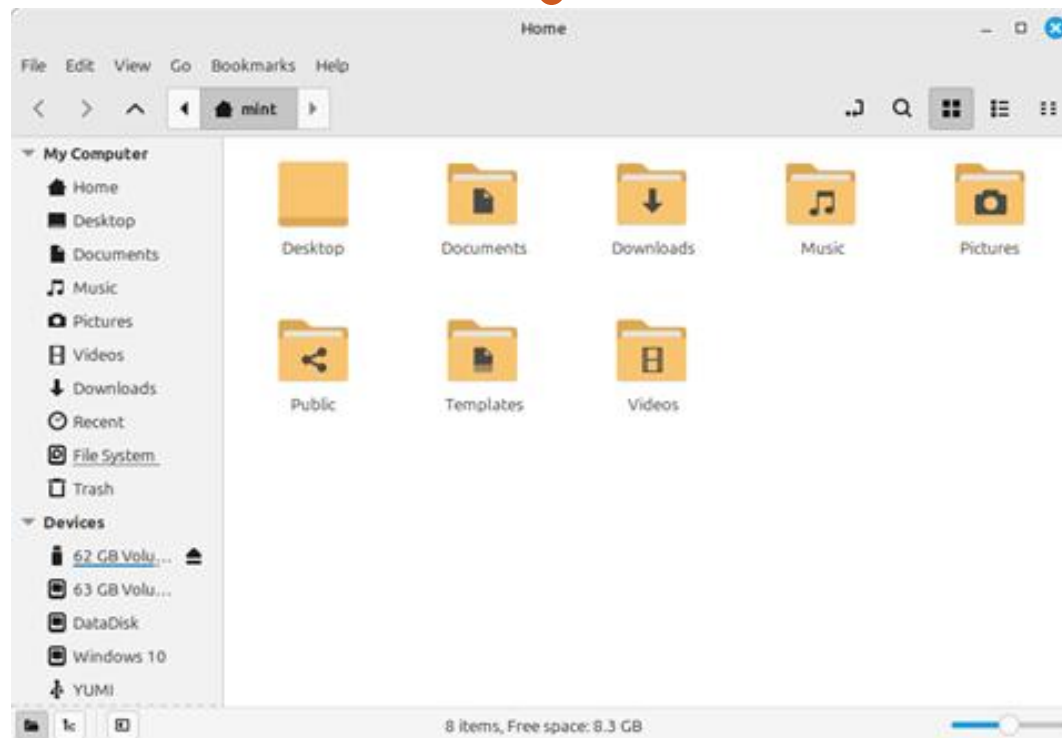 Home
File Edit View Go Bookmarks Help
mint
My Computer
Home
Desktop
Documents
Music
Pictures
Videos
Downloads
Recent
File System
Trash
Devices
62 GB Volu...
63 GB Volu...
DataDisk
Windows 10
YUMI
Desktop Documents Downloads Music Pictures
Public Templates Videos
8 items, Free space: 8.3 GB